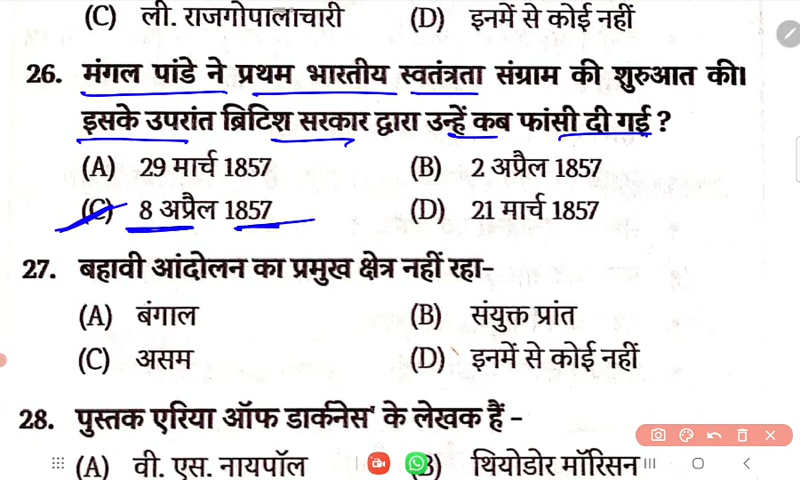 (C) ली. राजगोपालाचारी (D) इनमें से कोई नहीं
26. मंगल पांडे ने प्रथम भारतीय स्वतंत्रता संग्राम की शुरुआत की।
इसके उपरांत ब्रिटिश सरकार द्वारा उन्हें कब फांसी दी गई ?
(A) 29 मार्च 1857 (B) 2 अप्रैल 1857
(C) 8 अप्रैल 1857 (D) 21 मार्च 1857
27. बहावी आंदोलन का प्रमुख क्षेत्र नहीं रहा-
(A) बंगाल (B) संयुक्त प्रांत
(C) असम (D) इनमें से कोई नहीं
28. पुस्तक एरिया ऑफ डार्कनेस' के लेखक हैं -
(A) वी. एस. नायपॉल (B) थियोडोर मॉरिसन